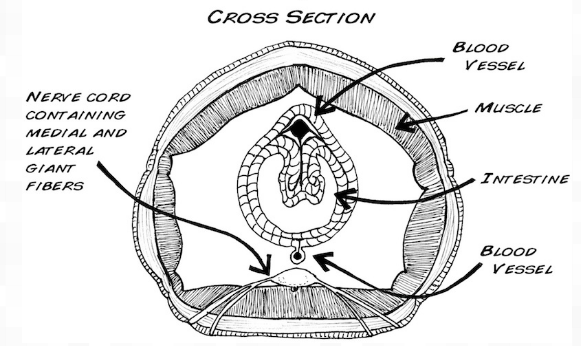 CROSS SECTION
BLOOD
VESSEL
NERVE CORD
CONTAINING
MEDIAL AND
LATERAL
GIANT
FIBERS
MUSCLE
INTESTINE
BLOOD
VESSEL